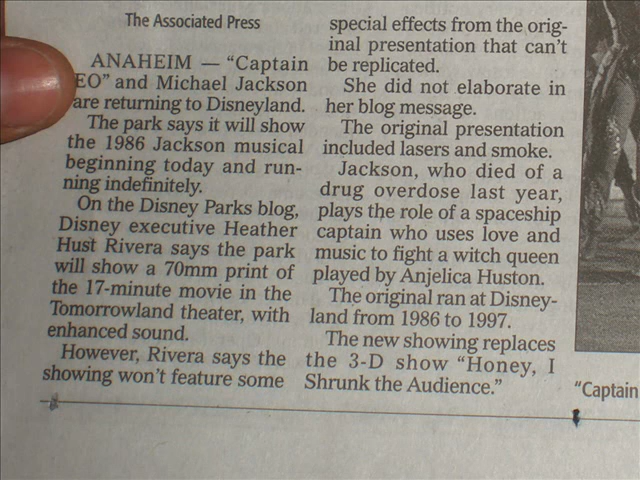 The Associated Press
ANAHEIM — “Captain
EO” and Michael Jackson
are returning to Disneyland.
The park says it will show
the 1986 Jackson musical
beginning today and run-
ning indefinitely.
On the Disney Parks blog,
Disney executive Heather
Hust Rivera says the park
will show a 70mm print of
the 17-minute movie in the
Tomorrowland theater, with
enhanced sound.
However, Rivera says the
showing won’t feature some
special effects from the orig-
inal presentation that can’t
be replicated.
She did not elaborate in
her blog message.
The original presentation
included lasers and smoke.
Jackson, who died of a
drug overdose last year,
plays the role of a spaceship
captain who uses love and
music to fight a witch queen
played by Anjelica Huston.
The original ran at Disney-
land from 1986 to 1997.
The new showing replaces
the 3-D show “Honey, I
Shrunk the Audience.”
“Captain